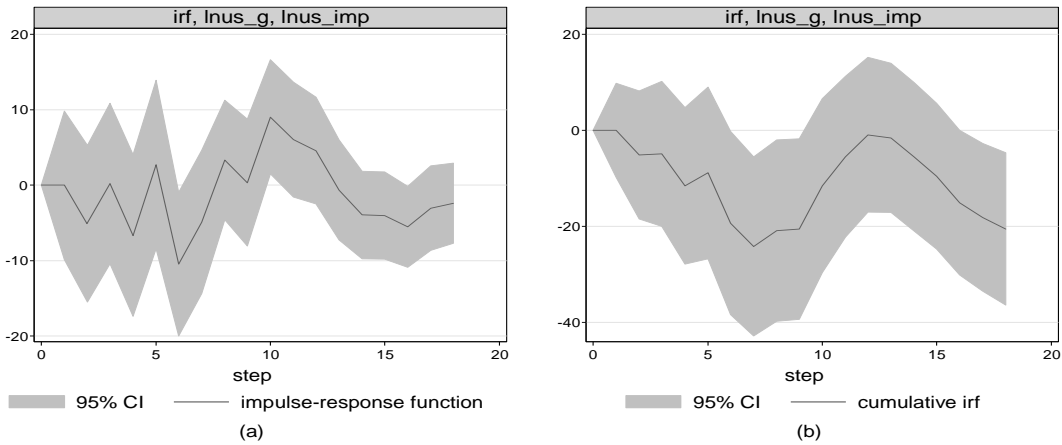 irf, lnus_g, lnus_imp
20
10
0
-10
-20
0 5 10 15 20
step
95% CI impulse-response function
(a)
irf, lnus_g, lnus_imp
20
0
-20
-40
0 5 10 15 20
step
95% CI cumulative irf
(b)